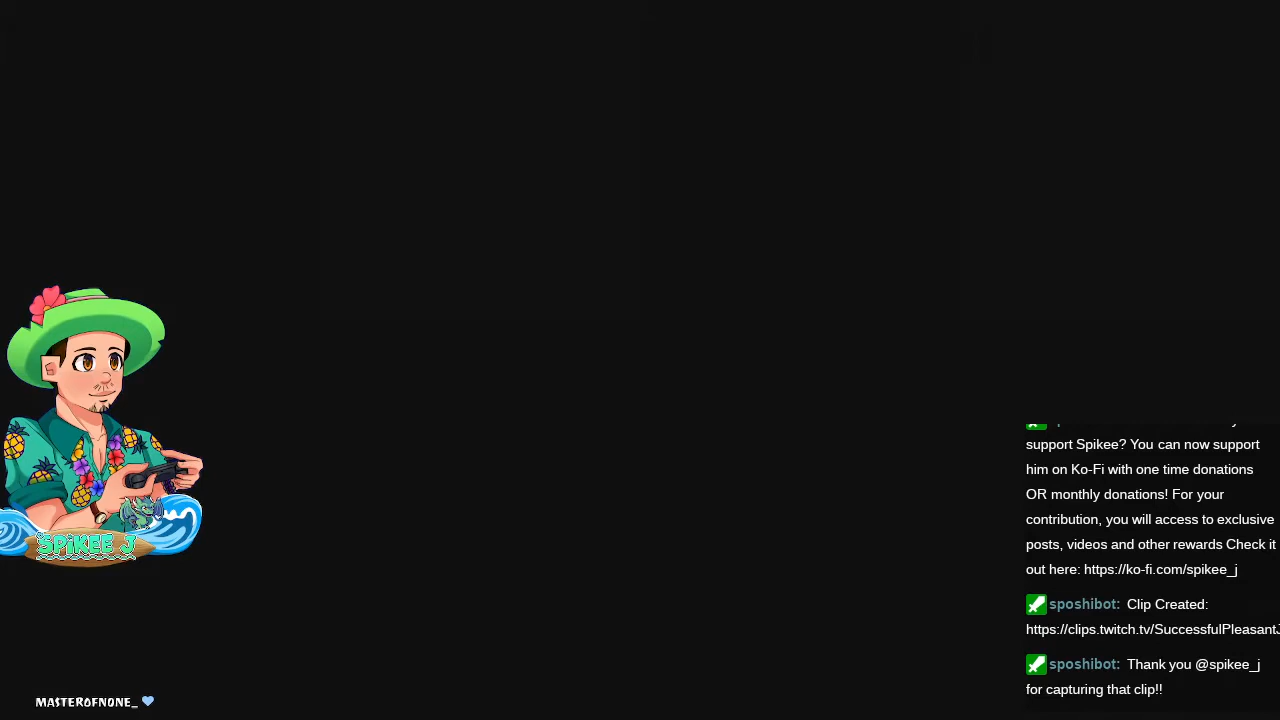 support Spikee? You can now support
him on Ko-Fi with one time donations
OR monthly donations! For your
contribution, you will access to exclusive
posts, videos and other rewards Check it
out here: https://ko-fi.com/spikee_j
SPIKEE J
sposhibot: Clip Created:
https://clips.twitch.tv/SuccessfulPleasantJ
sposhibot: Thank you @spikee_j
for capturing that clip!!
MASTEROFNONE_